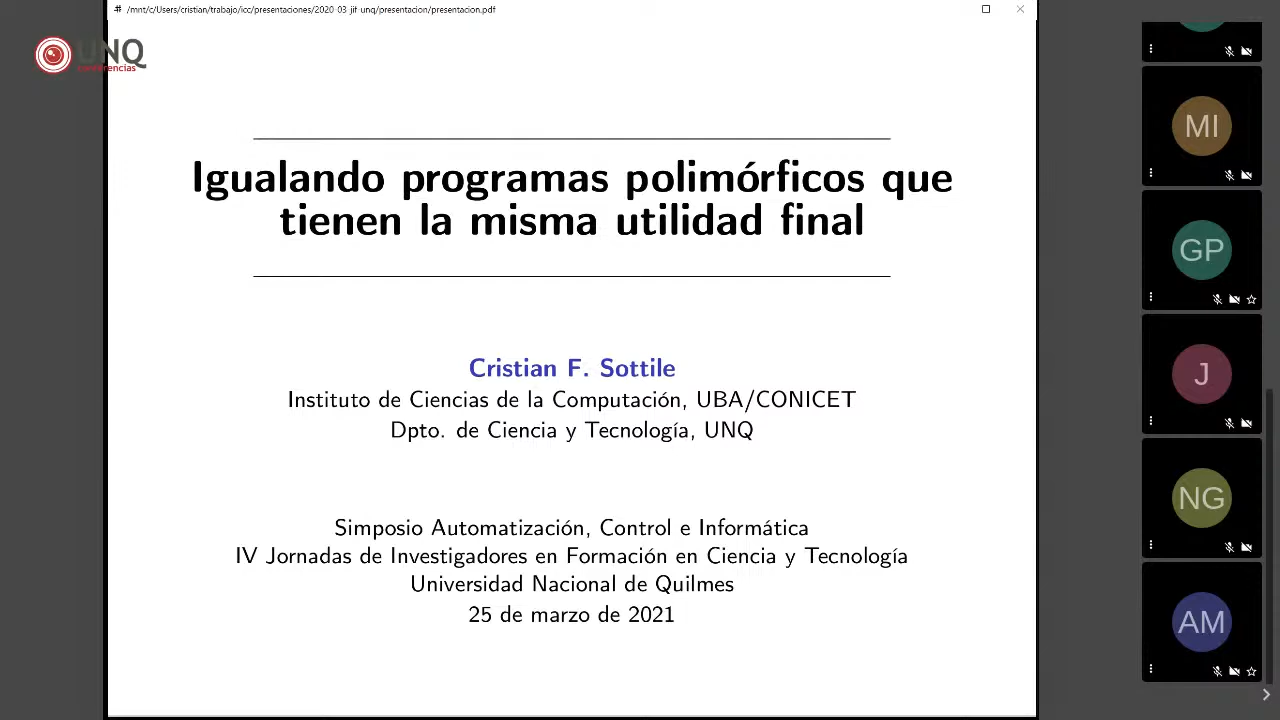 # /mnt/c/Users/cristian/trabajo/icc/presentaciones/2020-03_jif-unq/presentacion/presentacion.pdf
UNQ
conferencias
Igualando programas polimórficos que
tienen la misma utilidad final
Cristian F. Sottile
Instituto de Ciencias de la Computación, UBA/CONICET
Dpto. de Ciencia y Tecnología, UNQ
Simposio Automatización, Control e Informática
IV Jornadas de Investigadores en Formación en Ciencia y Tecnología
Universidad Nacional de Quilmes
25 de marzo de 2021
MI
GP
J
NG
AM